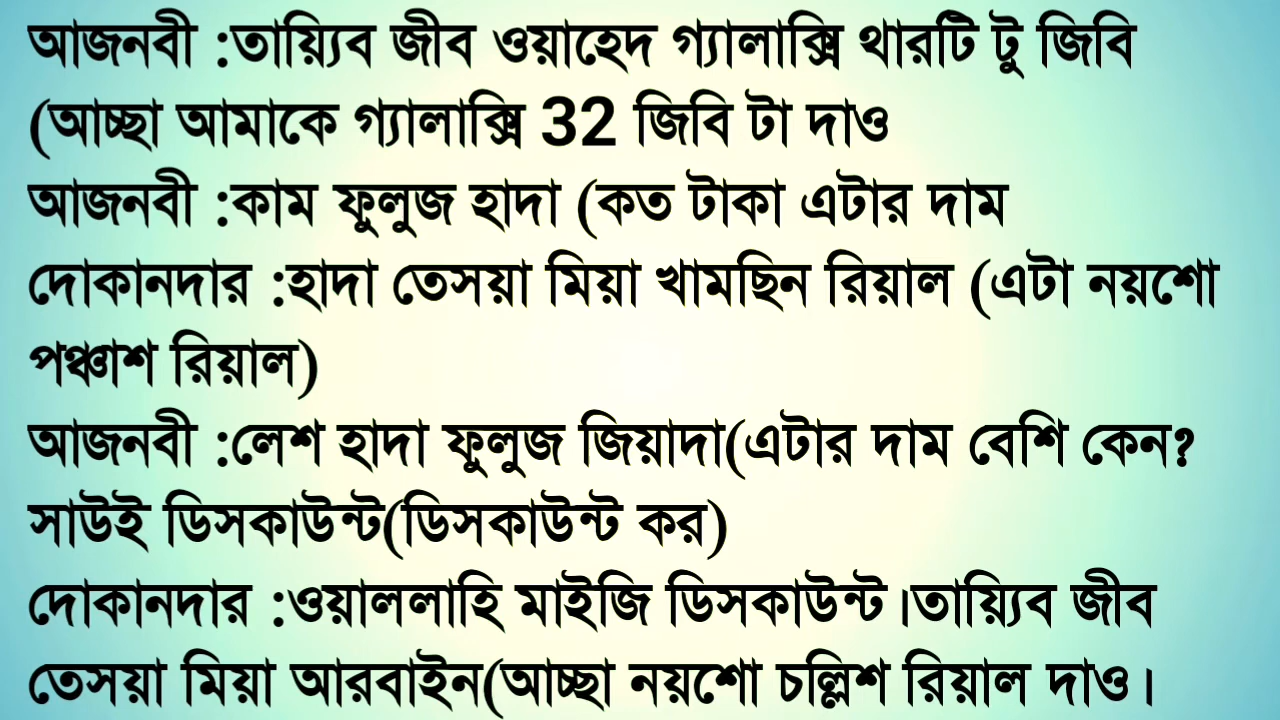 আজনবী :তায়্যিব জীব ওয়াহেদ গ্যালাক্সি থারটি টু জিবি
(আচ্ছা আমাকে গ্যালাক্সি 32 জিবি টা দাও
আজনবী :কাম ফুলুজ হাদা (কত টাকা এটার দাম
দোকানদার :হাদা তেসয়া মিয়া খামছিন রিয়াল (এটা নয়শো
পঞ্চাশ রিয়াল)
আজনবী :লেশ হাদা ফুলুজ জিয়াদা(এটার দাম বেশি কেন?
সাউই ডিসকাউন্ট(ডিসকাউন্ট কর)
দোকানদার :ওয়াললাহি মাইজি ডিসকাউন্ট।তায়্যিব জীব
তেসয়া মিয়া আরবাইন(আচ্ছা নয়শো চল্লিশ রিয়াল দাও।